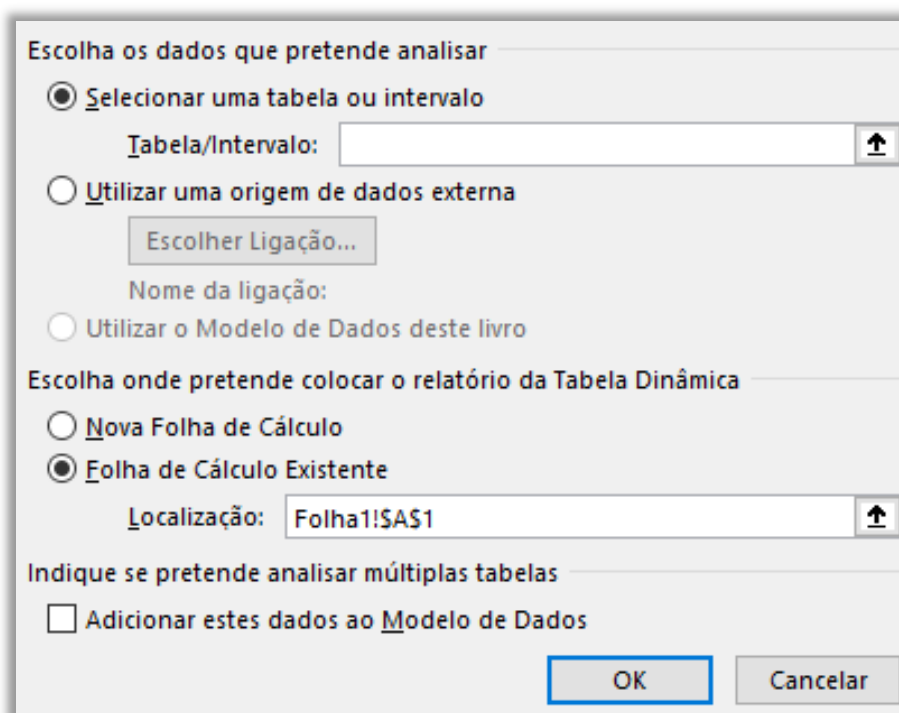 Escolha os dados que pretende analisar
Selecionar uma tabela ou intervalo
Tabela/Intervalo:
Utilizar uma origem de dados externa
Escolher Ligação...
Nome da ligação:
Utilizar o Modelo de Dados deste livro
Escolha onde pretende colocar o relatório da Tabela Dinâmica
Nova Folha de Cálculo
Folha de Cálculo Existente
Localização: Folha1!$A$1
Indique se pretende analisar múltiplas tabelas
Adicionar estes dados ao Modelo de Dados
OK Cancelar